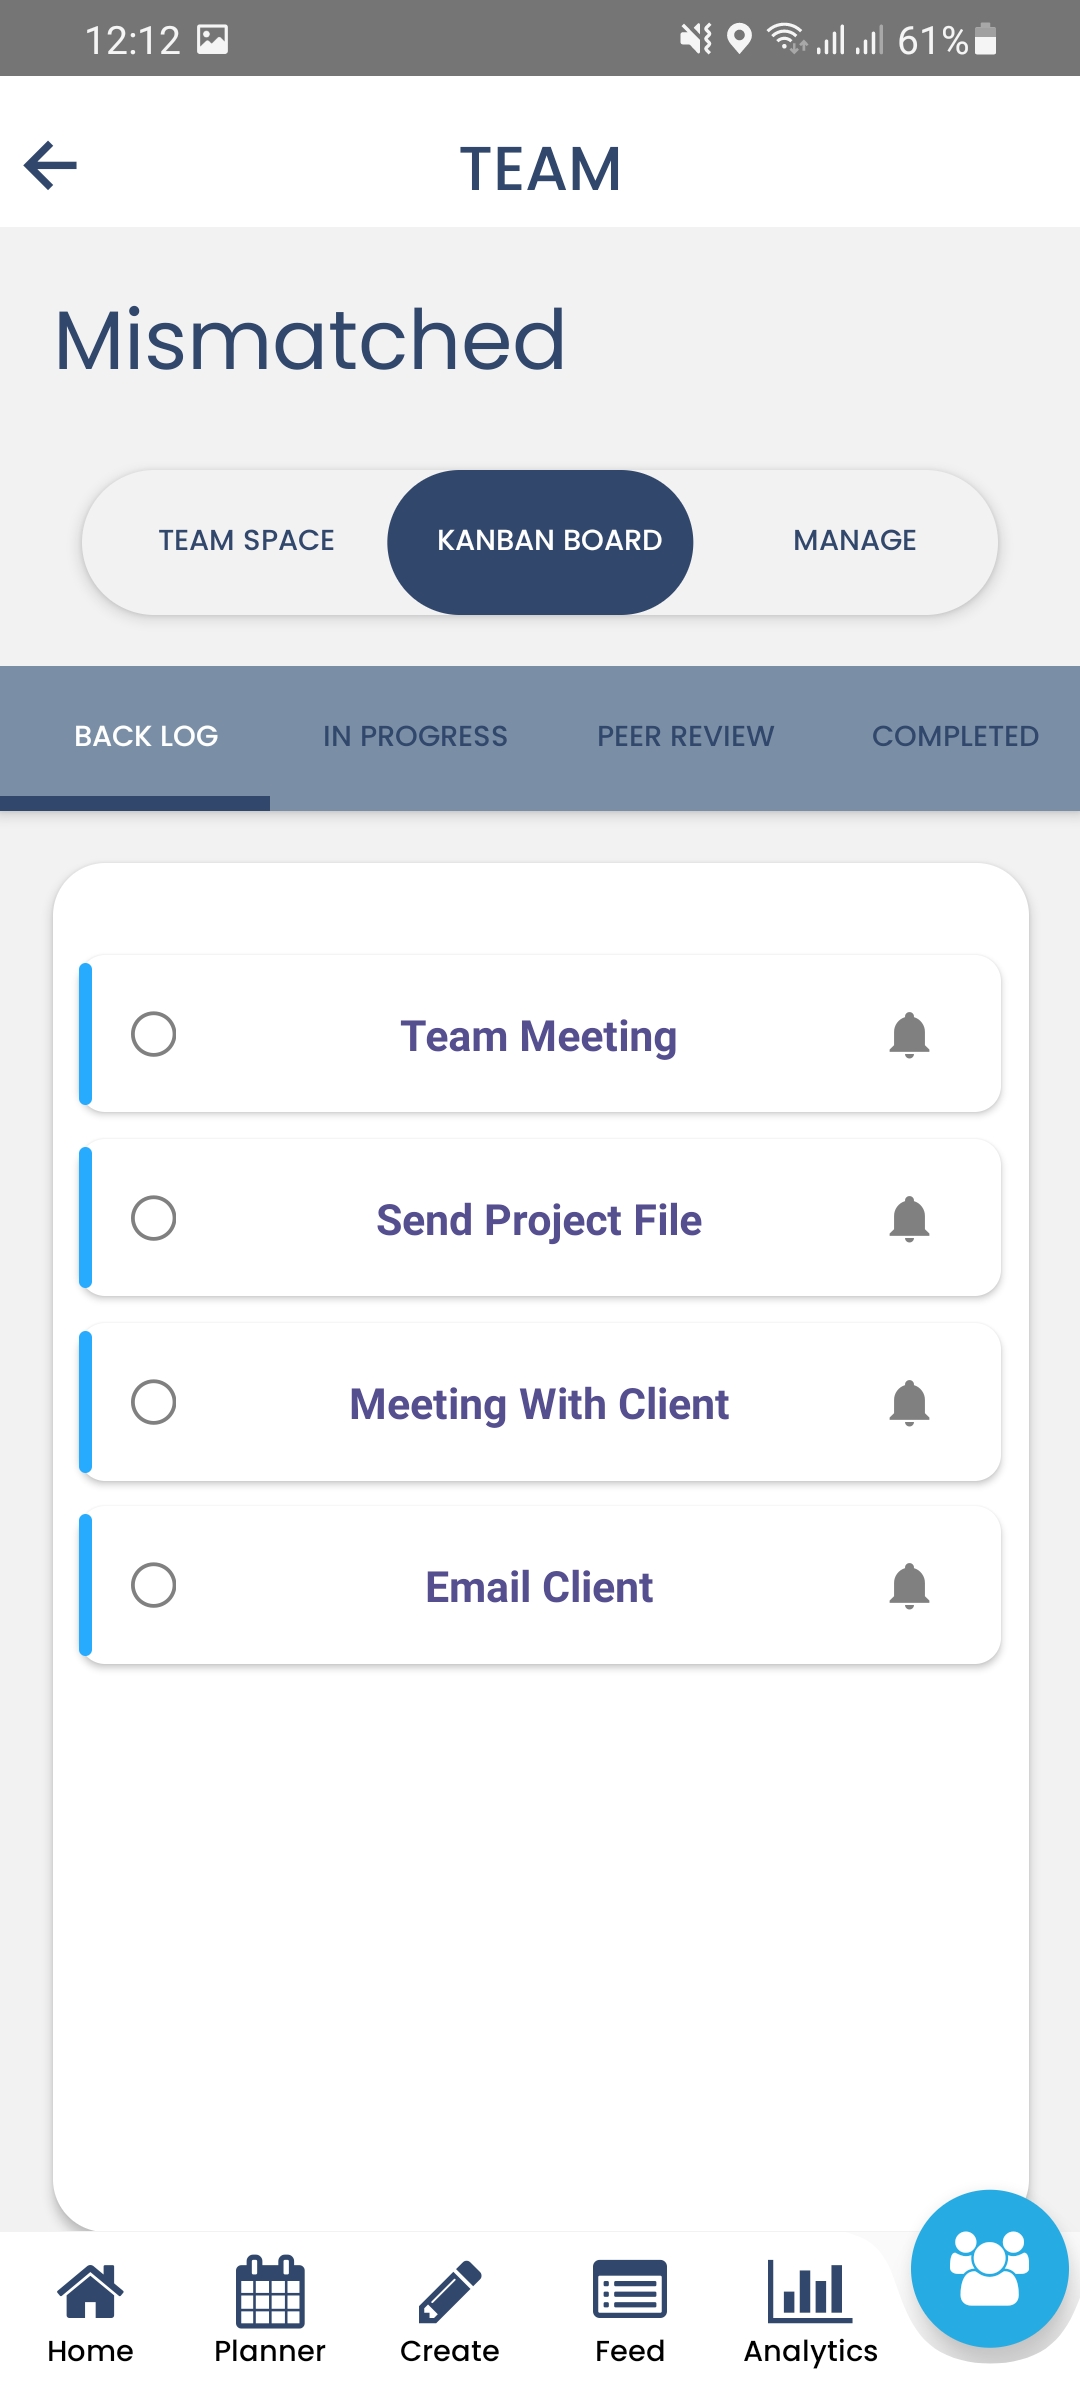 12:12 61%
TEAM
Mismatched
TEAM SPACE KANBAN BOARD MANAGE
BACK LOG IN PROGRESS PEER REVIEW COMPLETED
Team Meeting
Send Project File
Meeting With Client
Email Client
Home Planner Create Feed Analytics